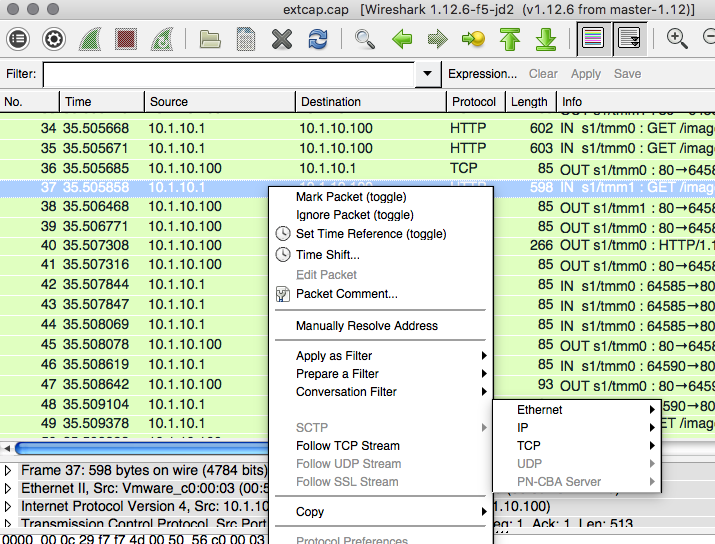 extcap.cap [Wireshark 1.12.6-f5-jd2 (v1.12.6 from master-1.12)]
Filter: Expression... Clear Apply Save
No. Time Source Destination Protocol Length Info
34 35.505668 10.1.10.1 10.1.10.100 HTTP 602 IN s1/tmm0 : GET /imag
35 35.505671 10.1.10.1 10.1.10.100 HTTP 603 IN s1/tmm0 : GET /imag
36 35.505685 10.1.10.100 10.1.10.1 TCP 85 OUT s1/tmm0 : 80→6458
37 35.505858 10.1.10.1 598 IN s1/tmm1 : GET /imag
38 35.506468 10.1.10.100 85 OUT s1/tmm1 : 80→6458
39 35.506771 10.1.10.100 85 OUT s1/tmm0 : 80→6459
40 35.507308 10.1.10.100 266 OUT s1/tmm0 : HTTP/1.1
41 35.507316 10.1.10.100 85 OUT s1/tmm0 : 80→6458
42 35.507844 10.1.10.1 85 IN s1/tmm0 : 64585→80
43 35.507847 10.1.10.1 85 IN s1/tmm0 : 64585→80
44 35.508069 10.1.10.1 85 IN s1/tmm0 : 64585→80
45 35.508078 10.1.10.100 85 OUT s1/tmm0 : 80→6458
46 35.508619 10.1.10.1 85 IN s1/tmm0 : 64590→80
47 35.508642 10.1.10.100 93 OUT s1/tmm0 : 80→6459
48 35.509104 10.1.10.1
49 35.509378 10.1.10.1
Mark Packet (toggle)
Ignore Packet (toggle)
Set Time Reference (toggle)
Time Shift...
Edit Packet
Packet Comment...
Manually Resolve Address
Apply as Filter
Prepare a Filter
Conversation Filter
SCTP
Follow TCP Stream
Follow UDP Stream
Follow SSL Stream
Copy
Protocol Preferences
Ethernet
IP
TCP
UDP
PN-CBA Server
Frame 37: 598 bytes on wire (4784 bits)
Ethernet II, Src: Vmware_c0:00:03 (00:5
Internet Protocol Version 4, Src: 10.1.10 10.100)
Transmission Control Protocol, Src Port 1, Ack: 1, Len: 513
0000 00 0c 29 f7 f7 4d 00 50 56 c0 00 03